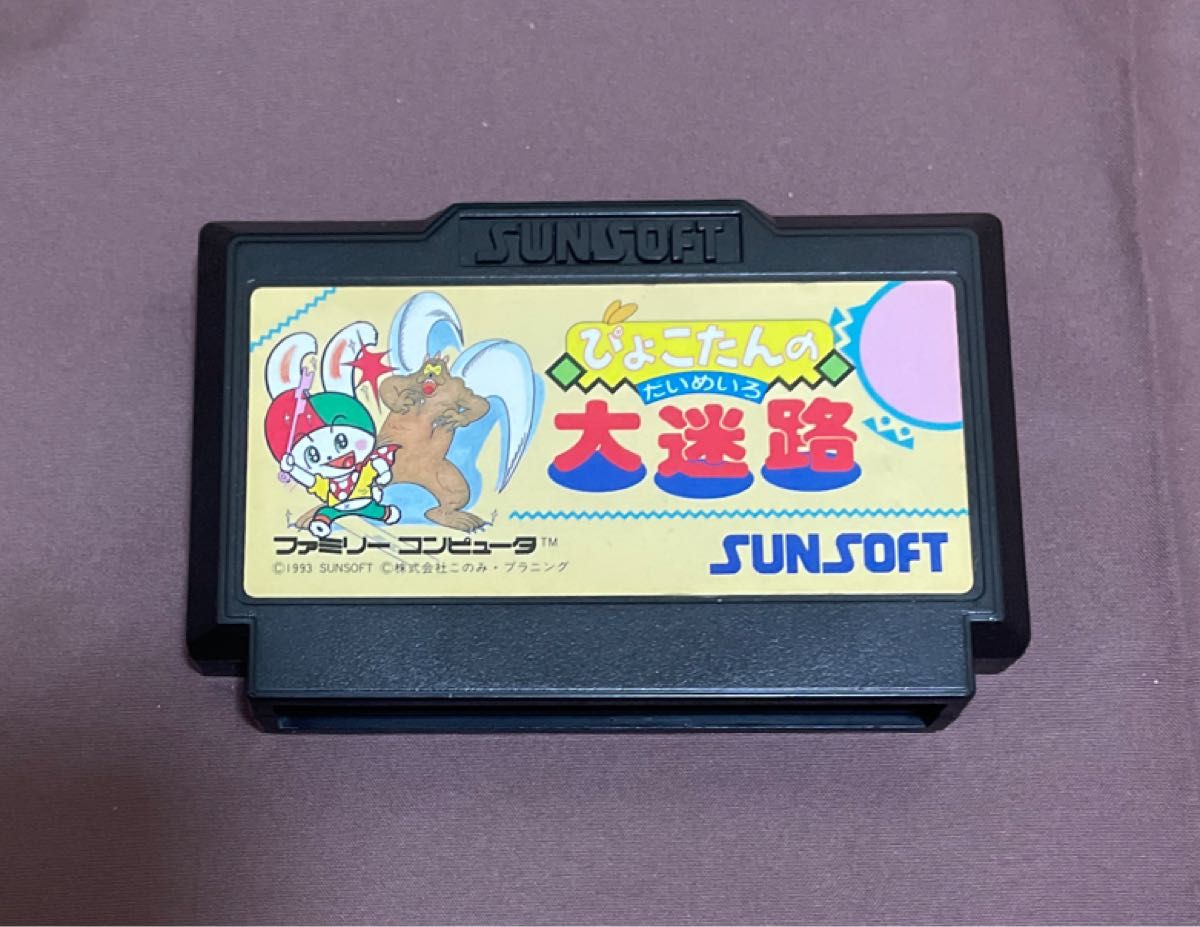 SUNSOFT
ぴょこたんの
だいめいろ
大迷路
ファミリー コンピュータ™
SUNSOFT
©1993 SUNSOFT ©株式会社このみ・プラニング